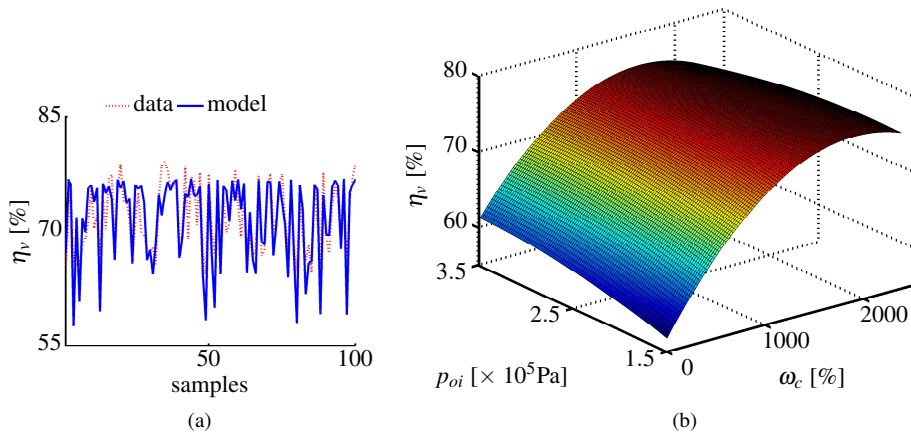 data model
85
70
55
η_v [%]
50
100
samples
(a)
80
70
60
η_v [%]
3.5
2.5
1.5
p_oi [× 10^5Pa]
0
1000
2000
ω_c [%]
(b)